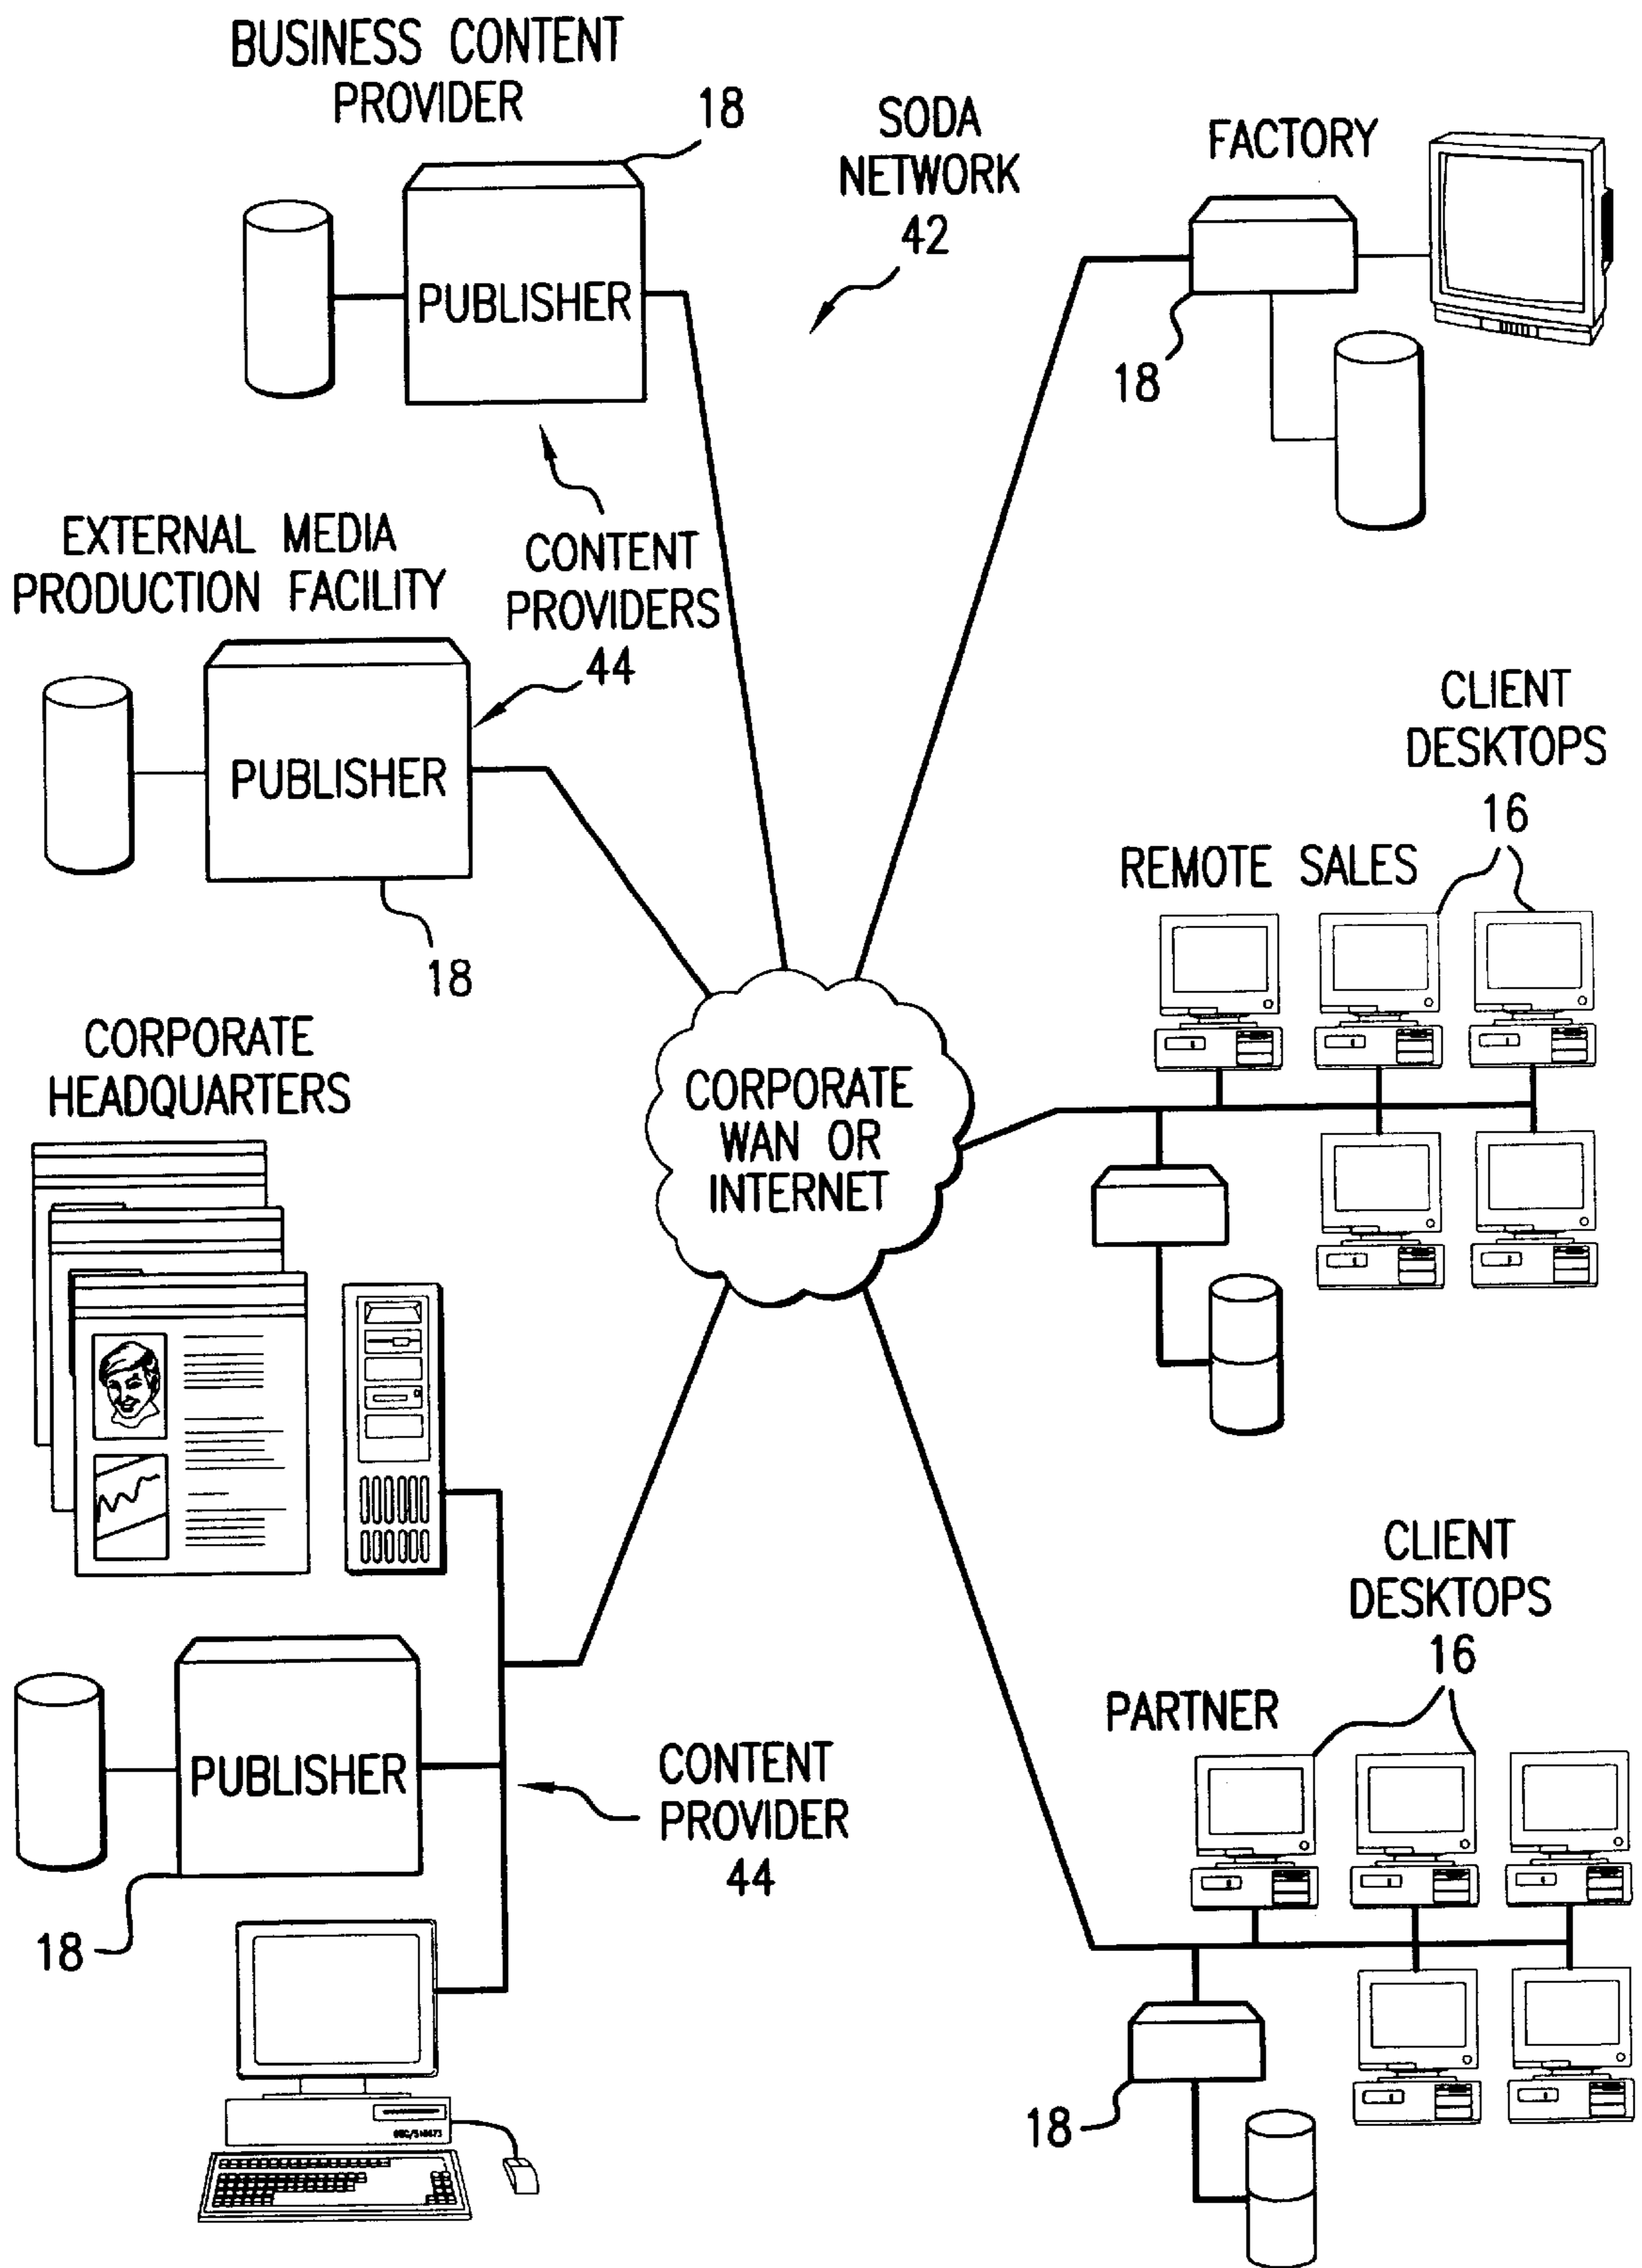 BUSINESS CONTENT
PROVIDER
18
SODA
NETWORK
42
FACTORY
PUBLISHER
18
EXTERNAL MEDIA
PRODUCTION FACILITY
CONTENT
PROVIDERS
44
PUBLISHER
18
CLIENT
DESKTOPS
16
REMOTE SALES
CORPORATE
HEADQUARTERS
CORPORATE
WAN OR
INTERNET
CLIENT
DESKTOPS
16
PARTNER
PUBLISHER
CONTENT
PROVIDER
44
18
18